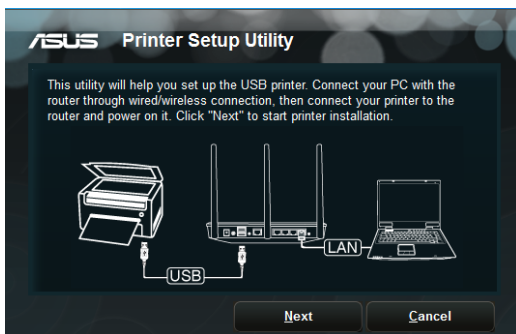 ASUS Printer Setup Utility
This utility will help you set up the USB printer. Connect your PC with the
router through wired/wireless connection, then connect your printer to the
router and power on it. Click "Next" to start printer installation.
LAN
USB
Next Cancel